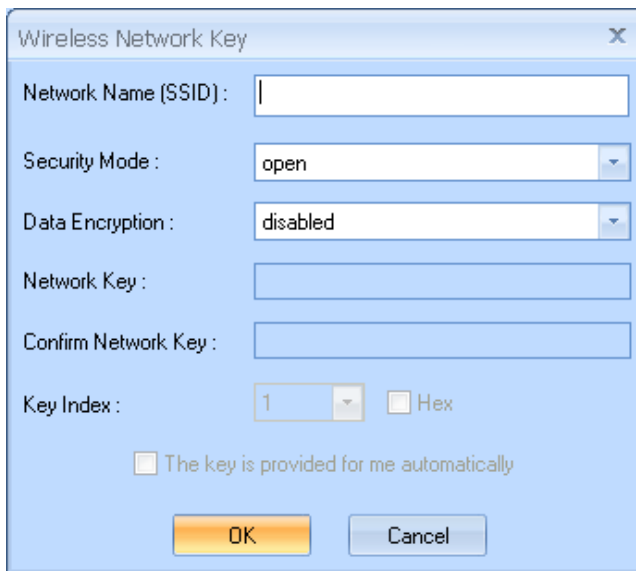 Wireless Network Key X
Network Name (SSID) :
Security Mode : open
Data Encryption : disabled
Network Key :
Confirm Network Key :
Key Index : 1 Hex
The key is provided for me automatically
OK Cancel